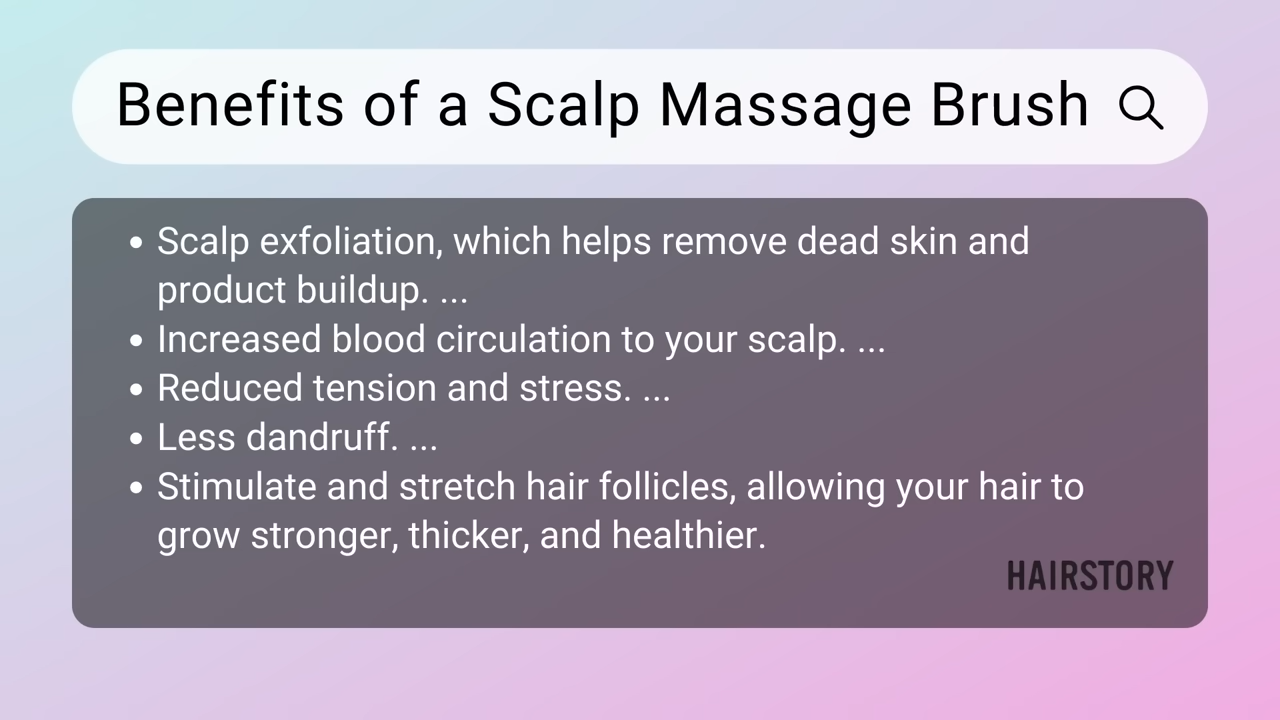 Benefits of a Scalp Massage Brush
• Scalp exfoliation, which helps remove dead skin and
product buildup. ...
• Increased blood circulation to your scalp. ...
• Reduced tension and stress. ...
• Less dandruff. ...
• Stimulate and stretch hair follicles, allowing your hair to
grow stronger, thicker, and healthier.
HAIRSTORY